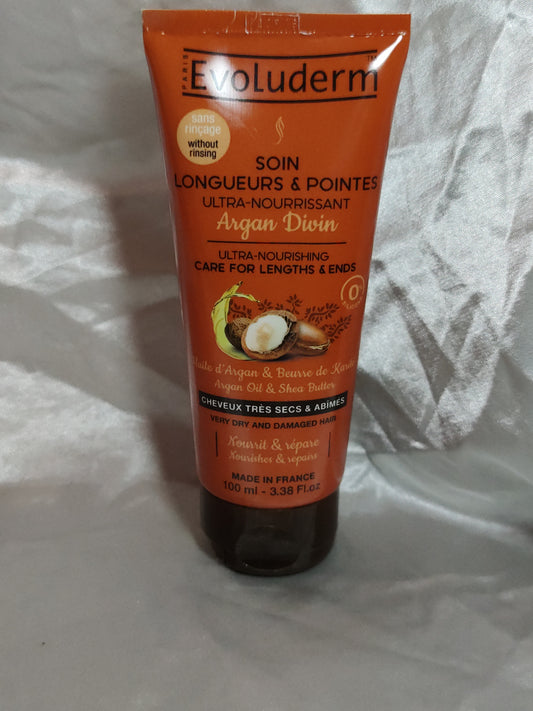 PARIS
Evoluderm™
sans
rinçage
without
rinsing
SOIN
LONGUEURS & POINTES
ULTRA-NOURRISSANT
Argan Divin
ULTRA-NOURISHING
CARE FOR LENGTHS & ENDS
0%
Huile d'Argan & Beurre de Karité
Argan Oil & Shea Butter
CHEVEUX TRÈS SECS & ABÎMÉS
VERY DRY AND DAMAGED HAIR
Nourrit & répare
Nourishes & repairs
MADE IN FRANCE
100 ml - 3.38 Fl.oz